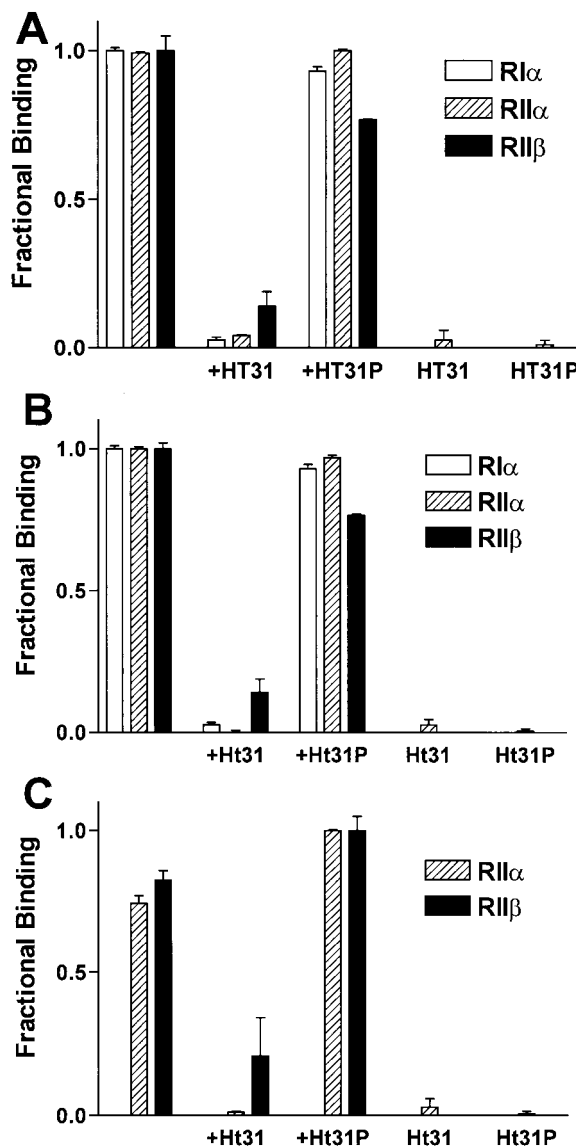 A
Fractional Binding
1.0
0.5
0.0
RIα
RIIα
RIIβ
+HT31 +HT31P HT31 HT31P
B
Fractional Binding
1.0
0.5
0.0
RIα
RIIα
RIIβ
+Ht31 +Ht31P Ht31 Ht31P
C
Fractional Binding
1.0
0.5
0.0
RIIα
RIIβ
+Ht31 +Ht31P Ht31 Ht31P